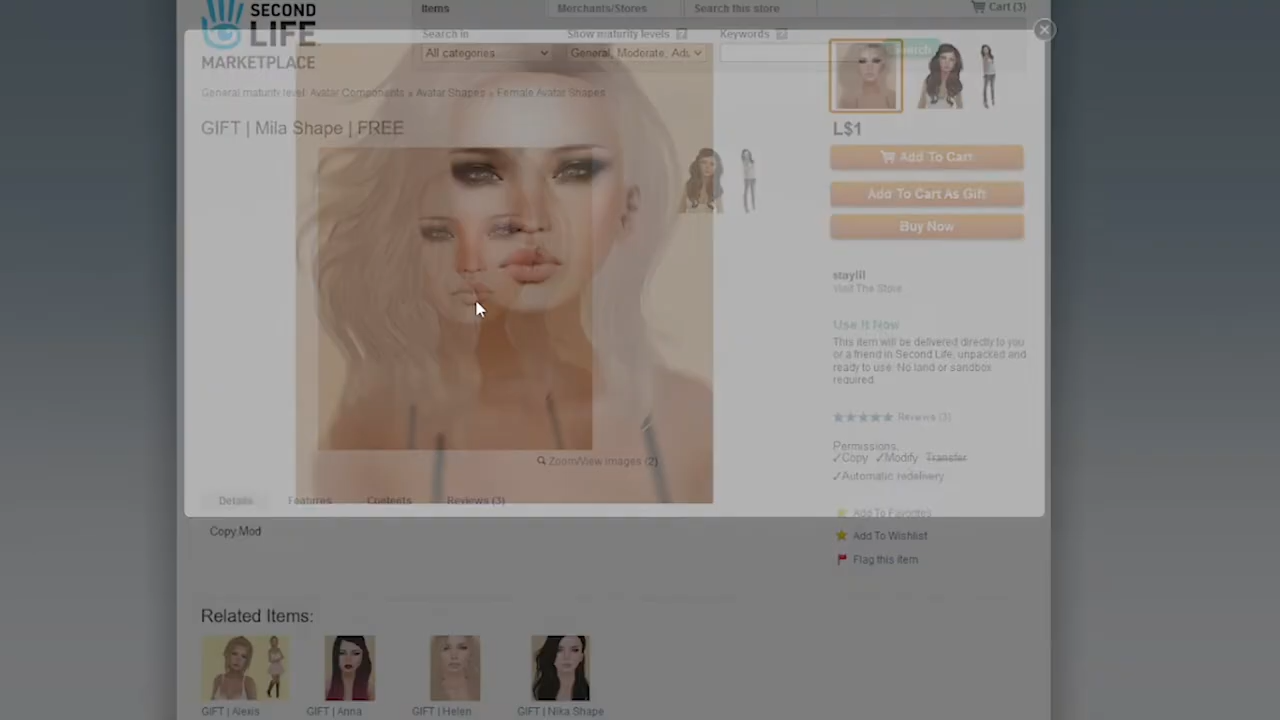 SECOND
LIFE
MARKETPLACE
Items
Merchants/Stores
Search this store
Cart (3)
Search in
Show maturity levels
Keywords
All categories
General, Moderate, Adu
Search
General maturity level: Avatar Components » Avatar Shapes » Female Avatar Shapes
GIFT | Mila Shape | FREE
L$1
Add To Cart
Add To Cart As Gift
Buy Now
Visit The Store
Use It Now
This item will be delivered directly to you
or a friend in Second Life, unpacked and
ready to use. No land or sandbox
required.
Reviews (3)
Permissions:
✓Copy ✓Modify Transfer
✓Automatic redelivery
Zoom/View images (2)
Details
Features
Contents
Reviews (3)
Add To Favorites
Copy.Mod
Add To Wishlist
Flag this item
Related Items:
GIFT | Alexis
GIFT | Anna
GIFT | Helen
GIFT | Nika Shape